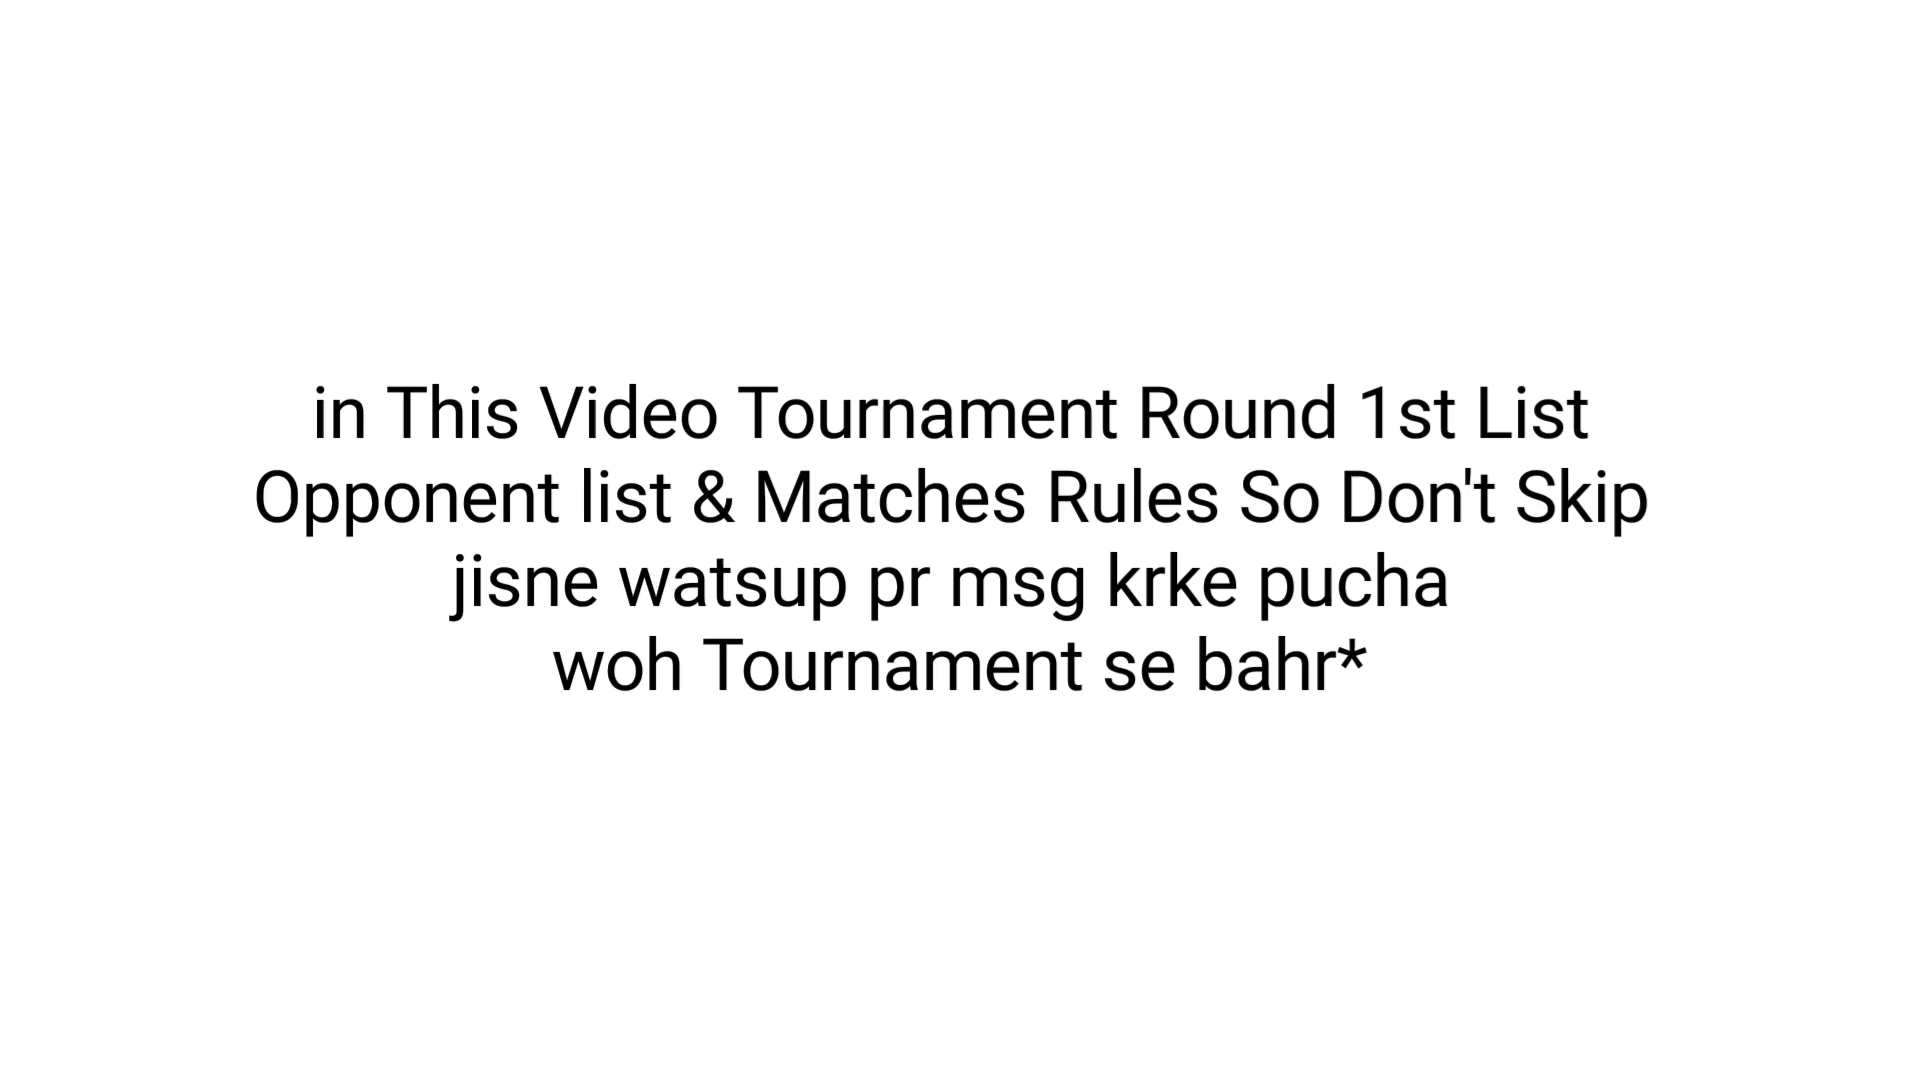 in This Video Tournament Round 1st List
Opponent list & Matches Rules So Don't Skip
jisne watsup pr msg krke pucha
woh Tournament se bahr*